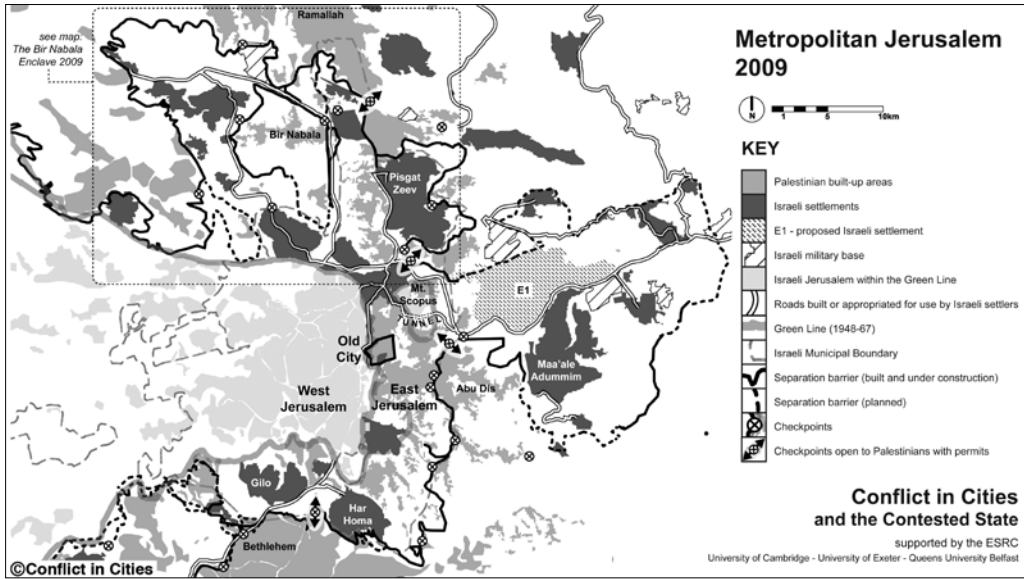 Ramallah
see map:
The Bir Nabala
Enclave 2009
Bir Nabala
Pisgat
Zeev
Mt.
Scopus
TUNNEL
E1
Old
City
Maa'ale
Adummim
West
Jerusalem
East
Jerusalem
Abu Dis
Gilo
Har
Homa
Bethlehem
©Conflict in Cities
Metropolitan Jerusalem
2009
N
1 5 10km
KEY
Palestinian built-up areas
Israeli settlements
E1 - proposed Israeli settlement
Israeli military base
Israeli Jerusalem within the Green Line
Roads built or appropriated for use by Israeli settlers
Green Line (1948-67)
Israeli Municipal Boundary
Separation barrier (built and under construction)
Separation barrier (planned)
Checkpoints
Checkpoints open to Palestinians with permits
Conflict in Cities
and the Contested State
supported by the ESRC
University of Cambridge - University of Exeter - Queens University Belfast